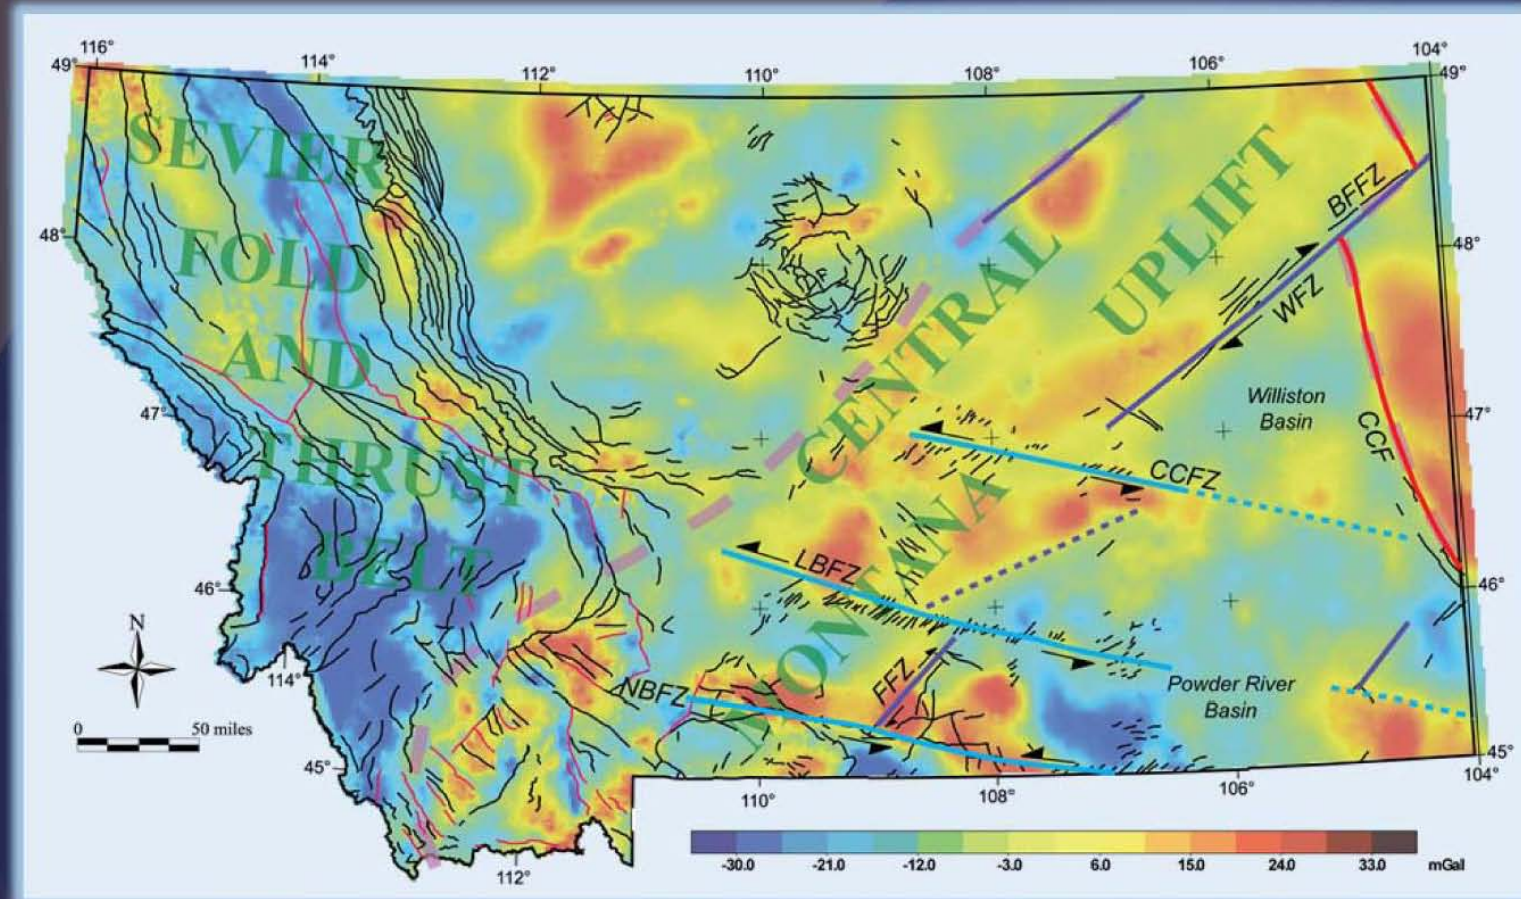 116°
114°
112°
110°
108°
106°
104°
49°
49°
SEVIER
FOLD
AND
THRUST
BELT
CENTRAL
UPLIFT
MONTANA
BFFZ
WFZ
48°
48°
Williston
Basin
47°
47°
CCF
CCFZ
LBFZ
46°
46°
N
114°
NBFZ
FFZ
Powder River
Basin
0 50 miles
45°
45°
104°
110°
108°
106°
112°
-30.0 -21.0 -12.0 -3.0 6.0 15.0 24.0 33.0 mGal